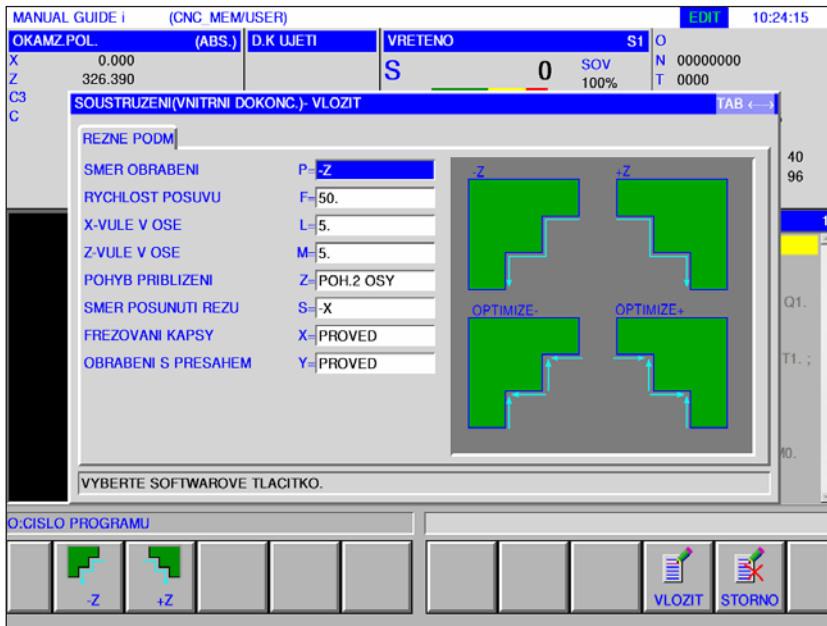 MANUAL GUIDE i (CNC_MEM/USER) EDIT 10:24:15
OKAMZ.POL. (ABS.) D.K UJETI VRETENO S1 O
X 0.000
Z 326.390
C3
C
S 0 SOV 100%
N 00000000
T 0000
SOUSTRUZENI(VNITRNI DOKONC.)- VLOZIT TAB ←→
REZNE PODM
SMER OBRABENI P= -Z
RYCHLOST POSUVU F= 50.
X-VULE V OSE L= 5.
Z-VULE V OSE M= 5.
POHYB PRIBLIZENI Z= POH.2 OSY
SMER POSUNUTI REZU S= -X
FREZOVANI KAPSY X= PROVED
OBRABENI S PRESAHEM Y= PROVED
-Z +Z
OPTIMIZE- OPTIMIZE+
40
96
1
Q1.
T1. ;
M0.
VYBERTE SOFTWAROVE TLACITKO.
O:CISLO PROGRAMU
-Z +Z VLOZIT STORNO